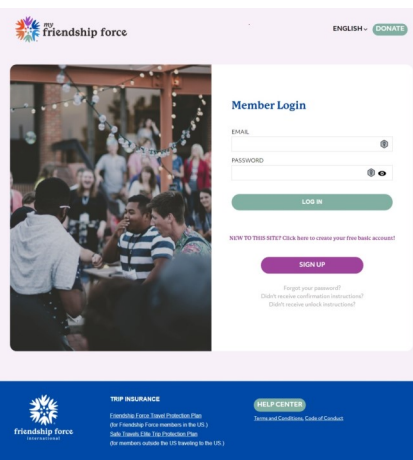 my
friendship force
ENGLISH
DONATE
Member Login
EMAIL
PASSWORD
LOG IN
NEW TO THIS SITE? Click here to create your free basic account!
SIGN UP
Forgot your password?
Didn't receive confirmation instructions?
Didn't receive unlock instructions?
friendship force
international
TRIP INSURANCE
Friendship Force Travel Protection Plan
(for Friendship Force members in the US )
Safe Travels Elite Trip Protection Plan
(for members outside the US traveling to the US )
HELP CENTER
Terms and Conditions, Code of Conduct